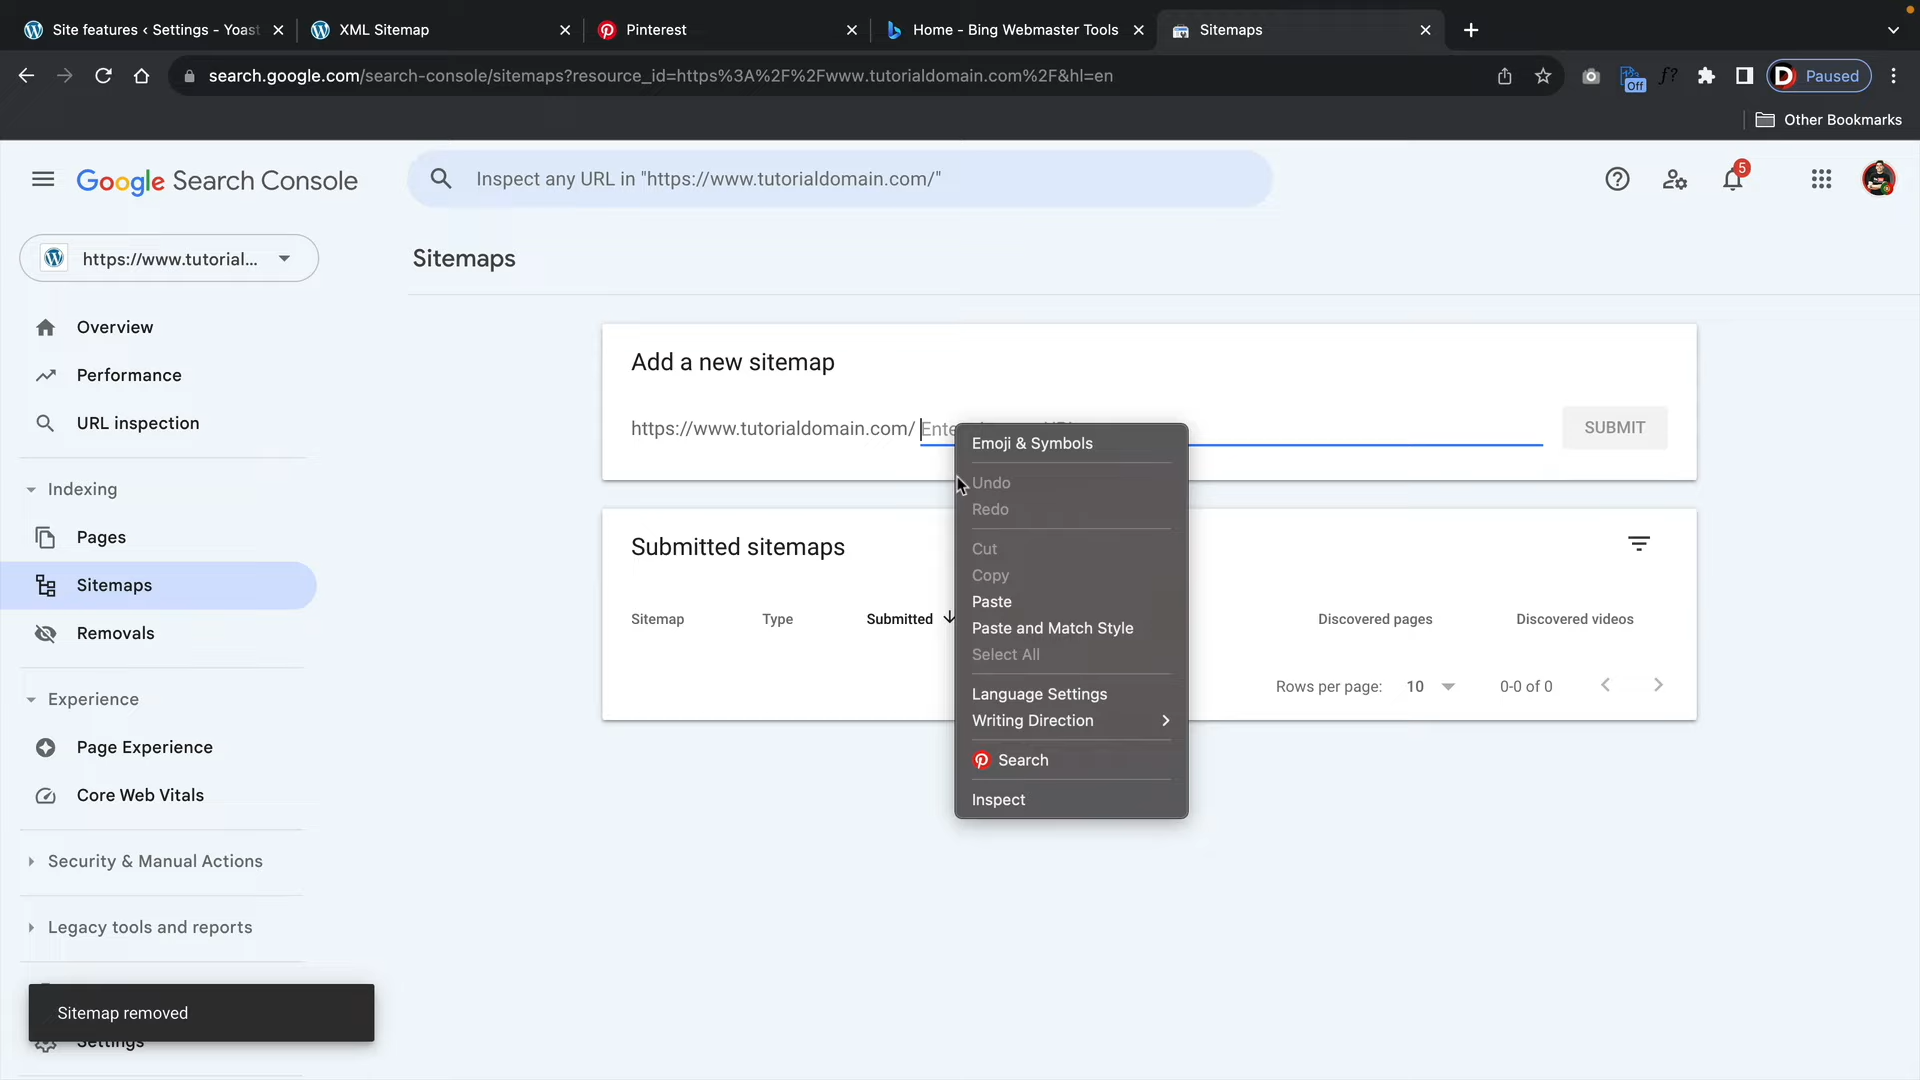 Site features ‹ Settings - Yoast
XML Sitemap
Pinterest
Home - Bing Webmaster Tools
Sitemaps
search.google.com/search-console/sitemaps?resource_id=https%3A%2F%2Fwww.tutorialdomain.com%2F&hl=en
Off
f?
D
Paused
Other Bookmarks
Google Search Console
Inspect any URL in "https://www.tutorialdomain.com/"
5
https://www.tutorial...
Sitemaps
Overview
Performance
URL inspection
Indexing
Pages
Sitemaps
Removals
Experience
Page Experience
Core Web Vitals
Security & Manual Actions
Legacy tools and reports
Settings
Sitemap removed
Add a new sitemap
https://www.tutorialdomain.com/
SUBMIT
Submitted sitemaps
Sitemap
Type
Submitted
Discovered pages
Discovered videos
Rows per page:
10
0-0 of 0
Emoji & Symbols
Undo
Redo
Cut
Copy
Paste
Paste and Match Style
Select All
Language Settings
Writing Direction
Search
Inspect